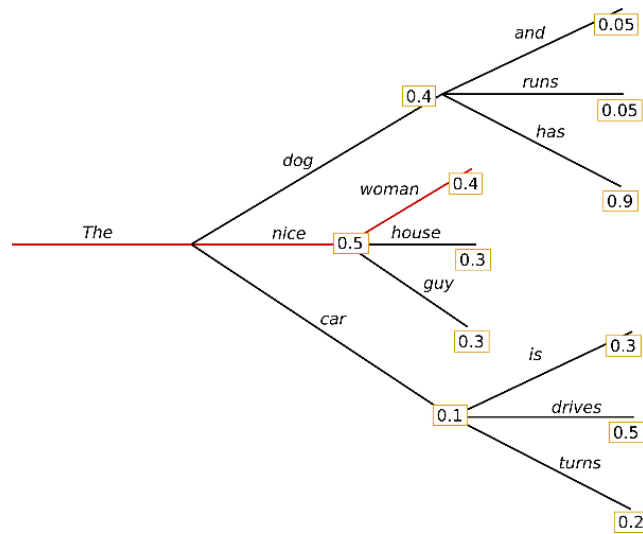 and
0.05
runs
0.4
0.05
has
dog
woman
0.4
0.9
The
nice
0.5
house
0.3
guy
car
0.3
is
0.3
0.1
drives
0.5
turns
0.2